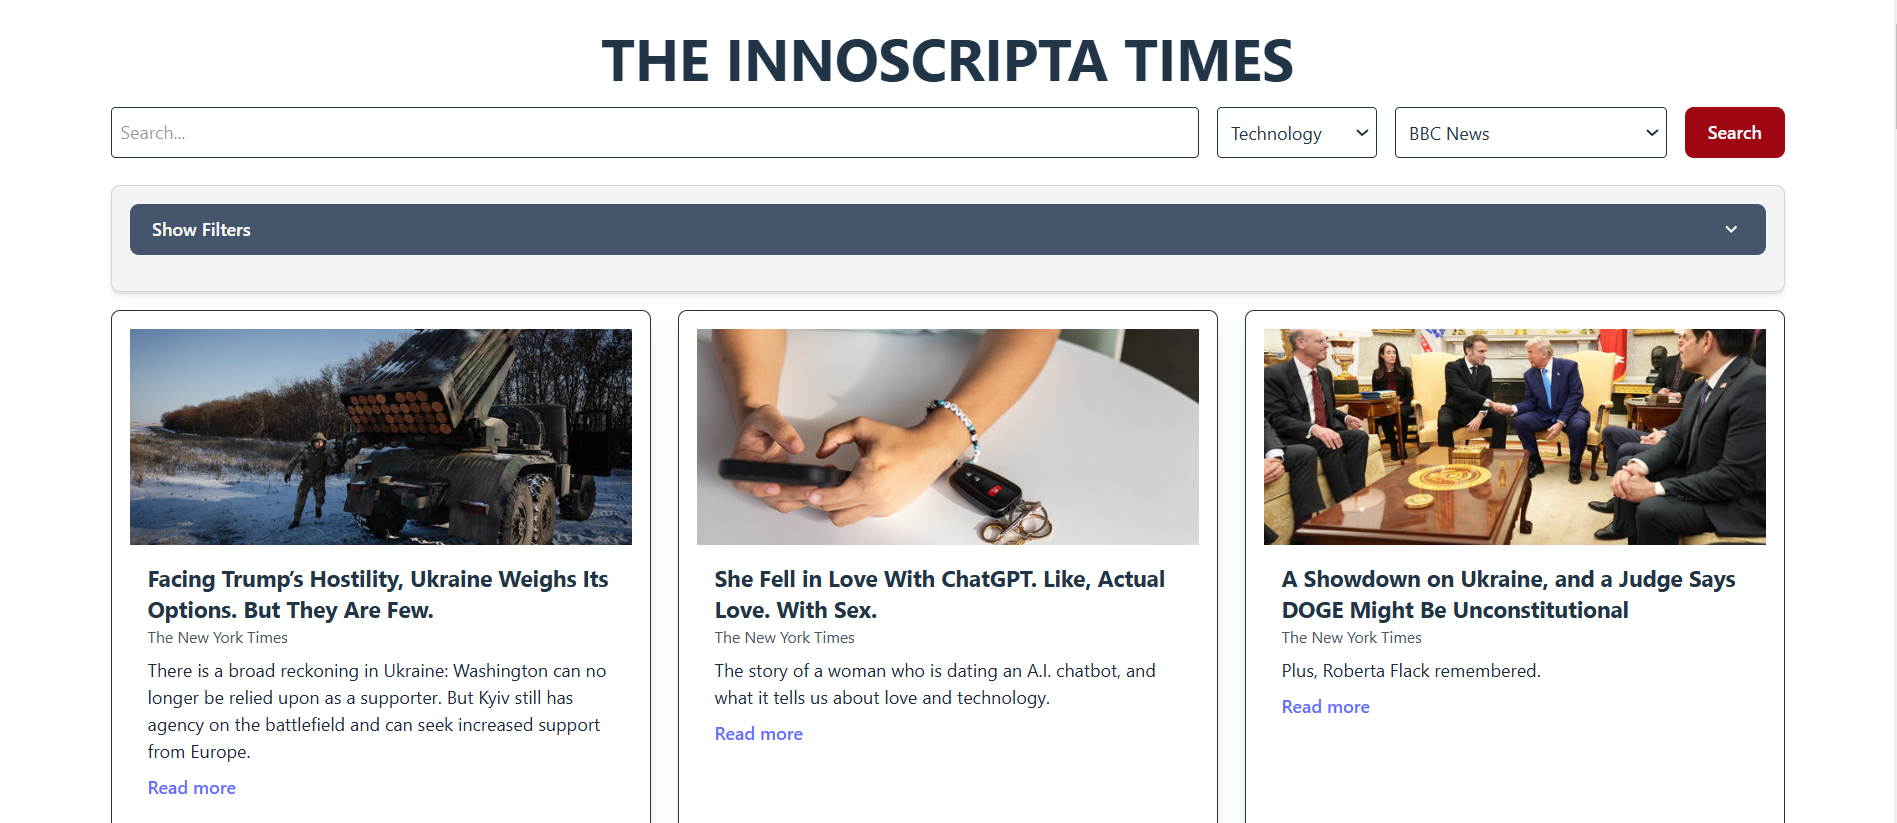 THE INNOSCRIPTA TIMES
Search...
Technology
BBC News
Search
Show Filters
Facing Trump’s Hostility, Ukraine Weighs Its
Options. But They Are Few.
The New York Times
There is a broad reckoning in Ukraine: Washington can no
longer be relied upon as a supporter. But Kyiv still has
agency on the battlefield and can seek increased support
from Europe.
Read more
She Fell in Love With ChatGPT. Like, Actual
Love. With Sex.
The New York Times
The story of a woman who is dating an A.I. chatbot, and
what it tells us about love and technology.
Read more
A Showdown on Ukraine, and a Judge Says
DOGE Might Be Unconstitutional
The New York Times
Plus, Roberta Flack remembered.
Read more